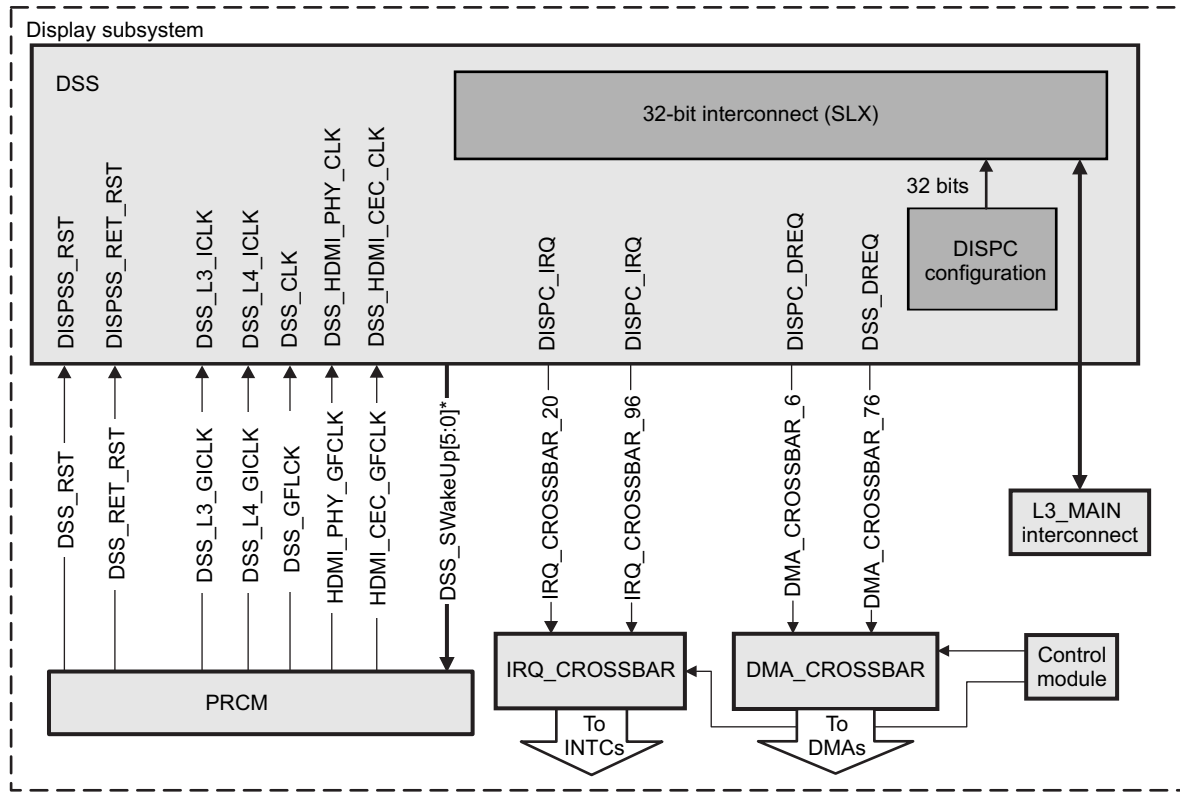 Display subsystem
DSS
32-bit interconnect (SLX)
32 bits
DISPC
configuration
DISPSS_RST
DISPSS_RET_RST
DSS_L3_ICLK
DSS_L4_ICLK
DSS_CLK
DSS_HDMI_PHY_CLK
DSS_HDMI_CEC_CLK
DISPC_IRQ
DISPC_IRQ
DISPC_DREQ
DSS_DREQ
DSS_RST
DSS_RET_RST
DSS_L3_GICLK
DSS_L4_GICLK
DSS_GFLCK
HDMI_PHY_GFCLK
HDMI_CEC_GFCLK
DSS_SWakeUp[5:0]*
IRQ_CROSSBAR_20
IRQ_CROSSBAR_96
DMA_CROSSBAR_6
DMA_CROSSBAR_76
L3_MAIN
interconnect
PRCM
IRQ_CROSSBAR
DMA_CROSSBAR
Control
module
To
INTCs
To
DMAs